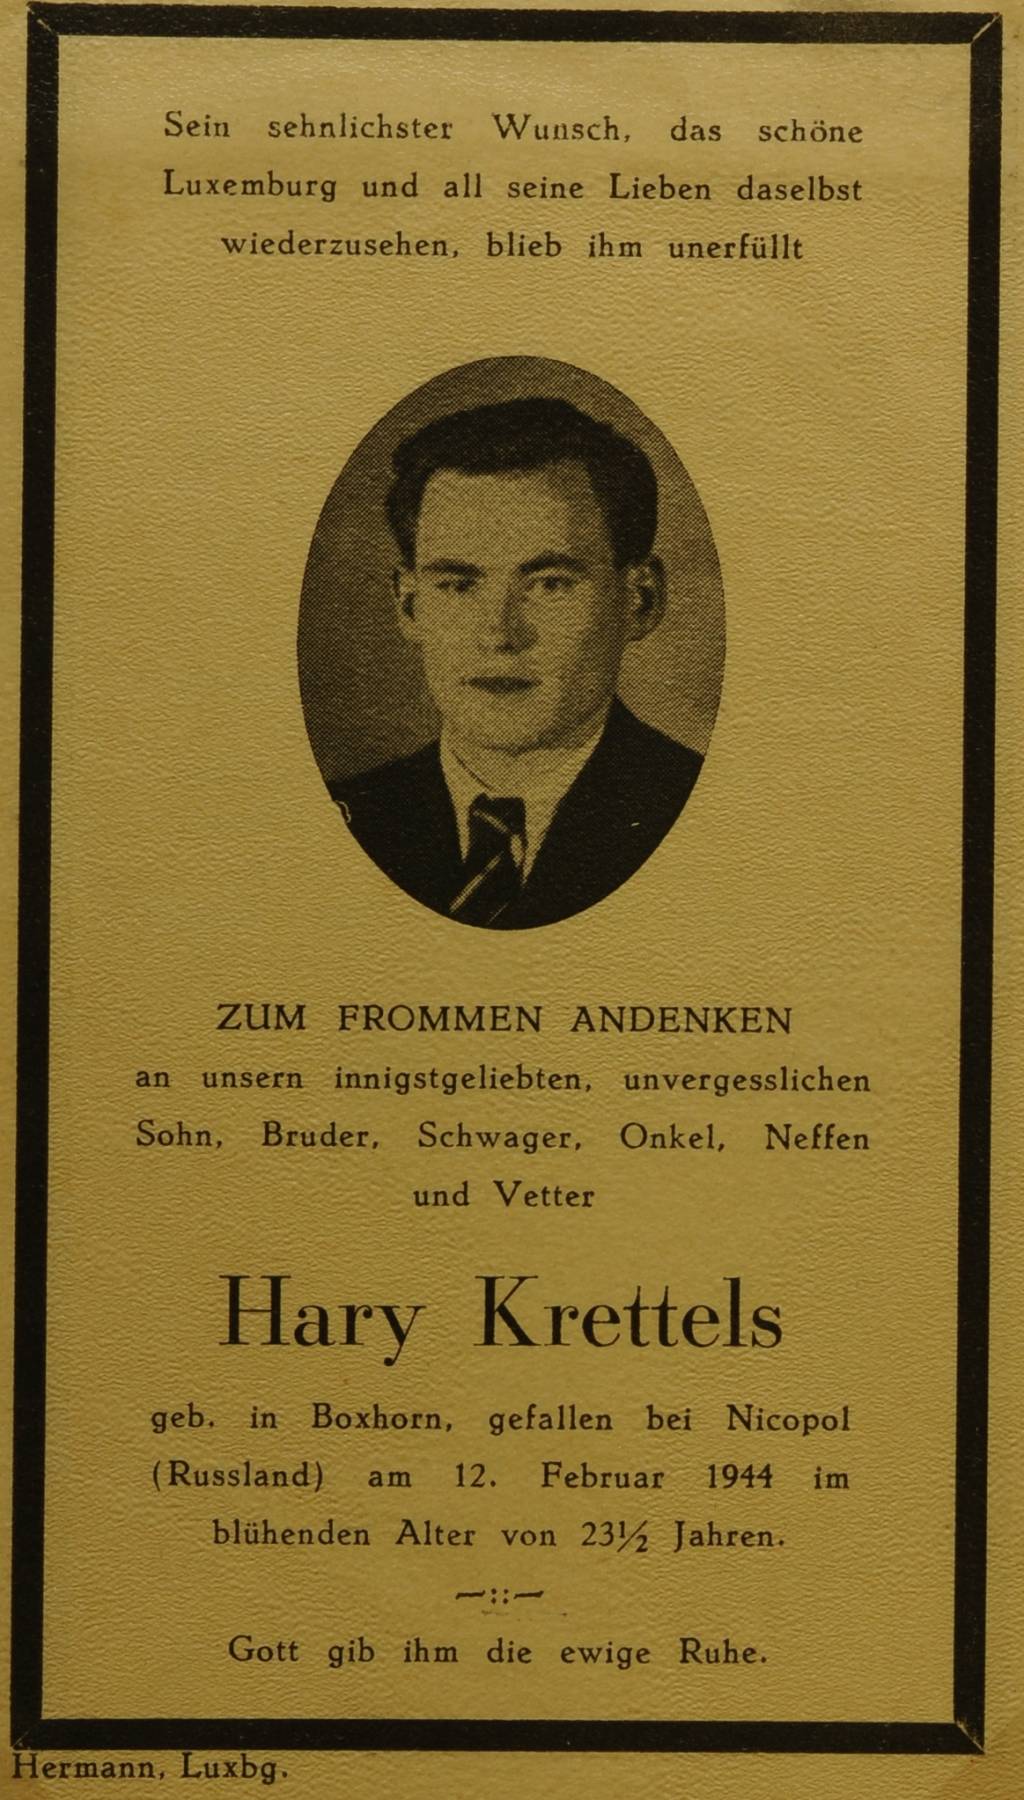 Sein sehnlichster Wunsch, das schöne
Luxemburg und all seine Lieben daselbst
wiederzusehen, blieb ihm unerfüllt
ZUM FROMMEN ANDENKEN
an unsern innigstgeliebten, unvergesslichen
Sohn, Bruder, Schwager, Onkel, Neffen
und Vetter
Hary Krettels
geb. in Boxhorn, gefallen bei Nicopol
(Russland) am 12. Februar 1944 im
blühenden Alter von 23½ Jahren.
—::—
Gott gib ihm die ewige Ruhe.
Hermann, Luxbg.